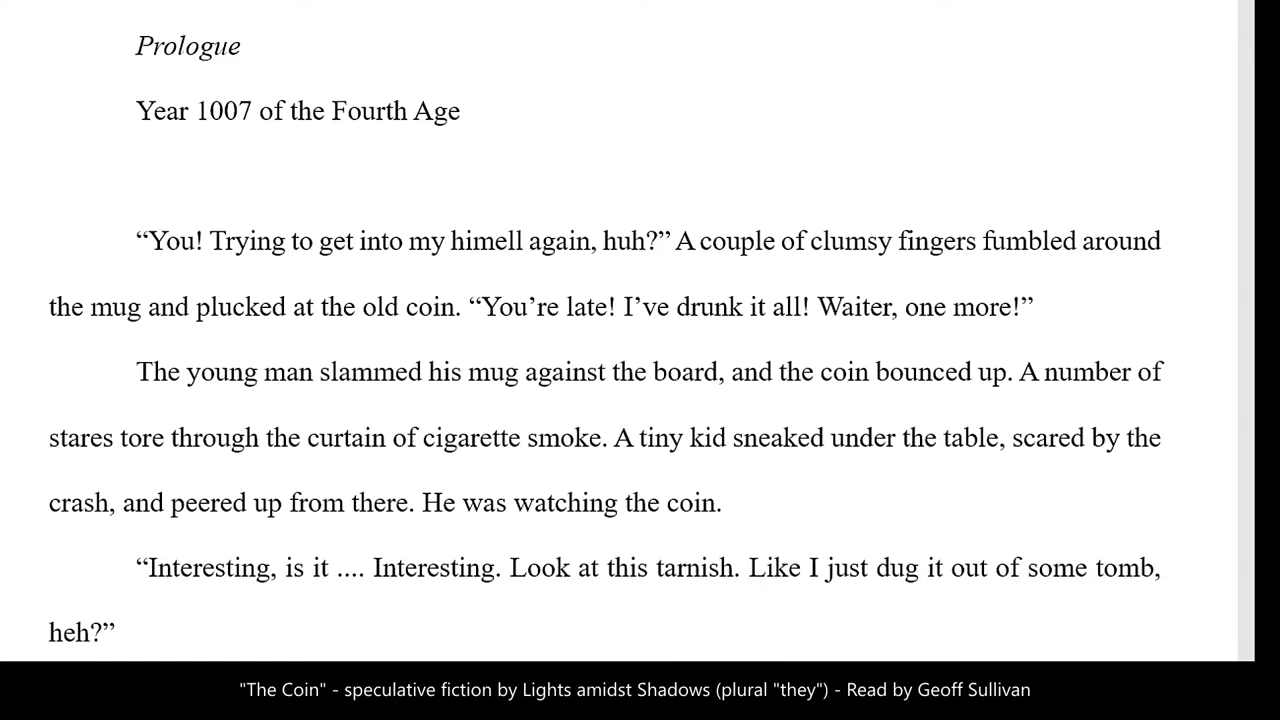 Prologue
Year 1007 of the Fourth Age
“You! Trying to get into my himell again, huh?” A couple of clumsy fingers fumbled around
the mug and plucked at the old coin. “You’re late! I’ve drunk it all! Waiter, one more!”
The young man slammed his mug against the board, and the coin bounced up. A number of
stares tore through the curtain of cigarette smoke. A tiny kid sneaked under the table, scared by the
crash, and peered up from there. He was watching the coin.
“Interesting, is it .... Interesting. Look at this tarnish. Like I just dug it out of some tomb,
heh?”
"The Coin" - speculative fiction by Lights amidst Shadows (plural "they") - Read by Geoff Sullivan